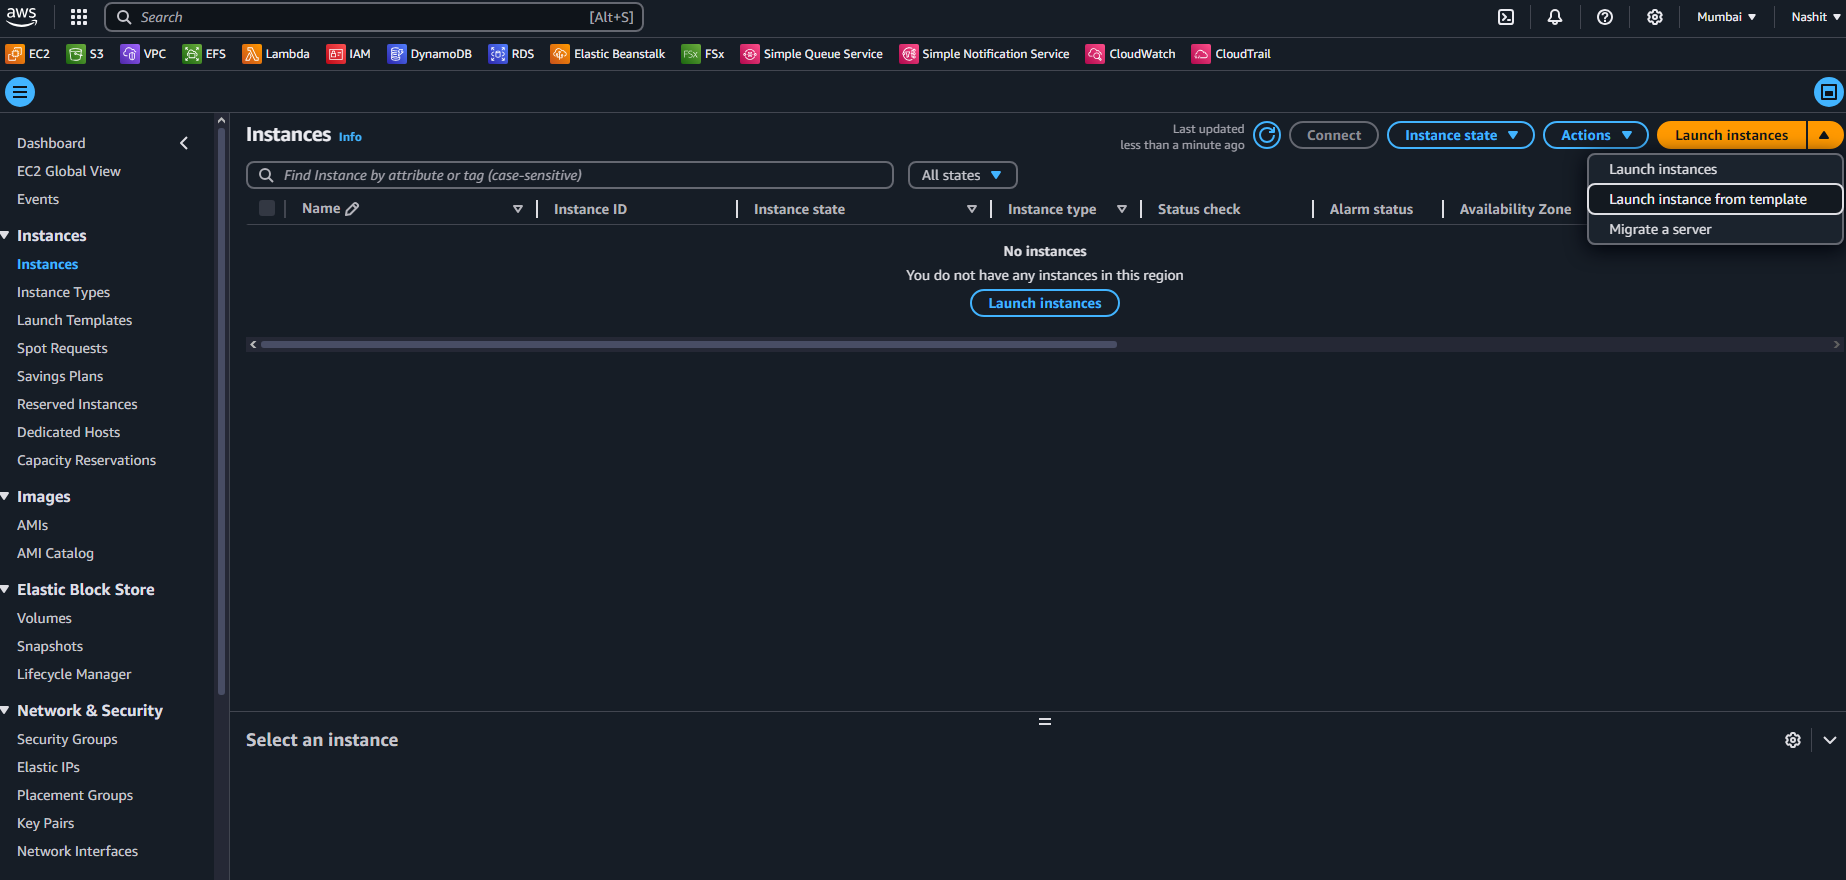 aws
Search [Alt+S]
Mumbai
Nashit
EC2 S3 VPC EFS Lambda IAM DynamoDB RDS Elastic Beanstalk FSx FSx Simple Queue Service Simple Notification Service CloudWatch CloudTrail
Dashboard
EC2 Global View
Events
Instances
Instances
Instance Types
Launch Templates
Spot Requests
Savings Plans
Reserved Instances
Dedicated Hosts
Capacity Reservations
Images
AMIs
AMI Catalog
Elastic Block Store
Volumes
Snapshots
Lifecycle Manager
Network & Security
Security Groups
Elastic IPs
Placement Groups
Key Pairs
Network Interfaces
Instances Info
Last updated
less than a minute ago
Connect
Instance state
Actions
Launch instances
Launch instances
Launch instance from template
Migrate a server
Find Instance by attribute or tag (case-sensitive)
All states
Name Instance ID Instance state Instance type Status check Alarm status Availability Zone
No instances
You do not have any instances in this region
Launch instances
Select an instance